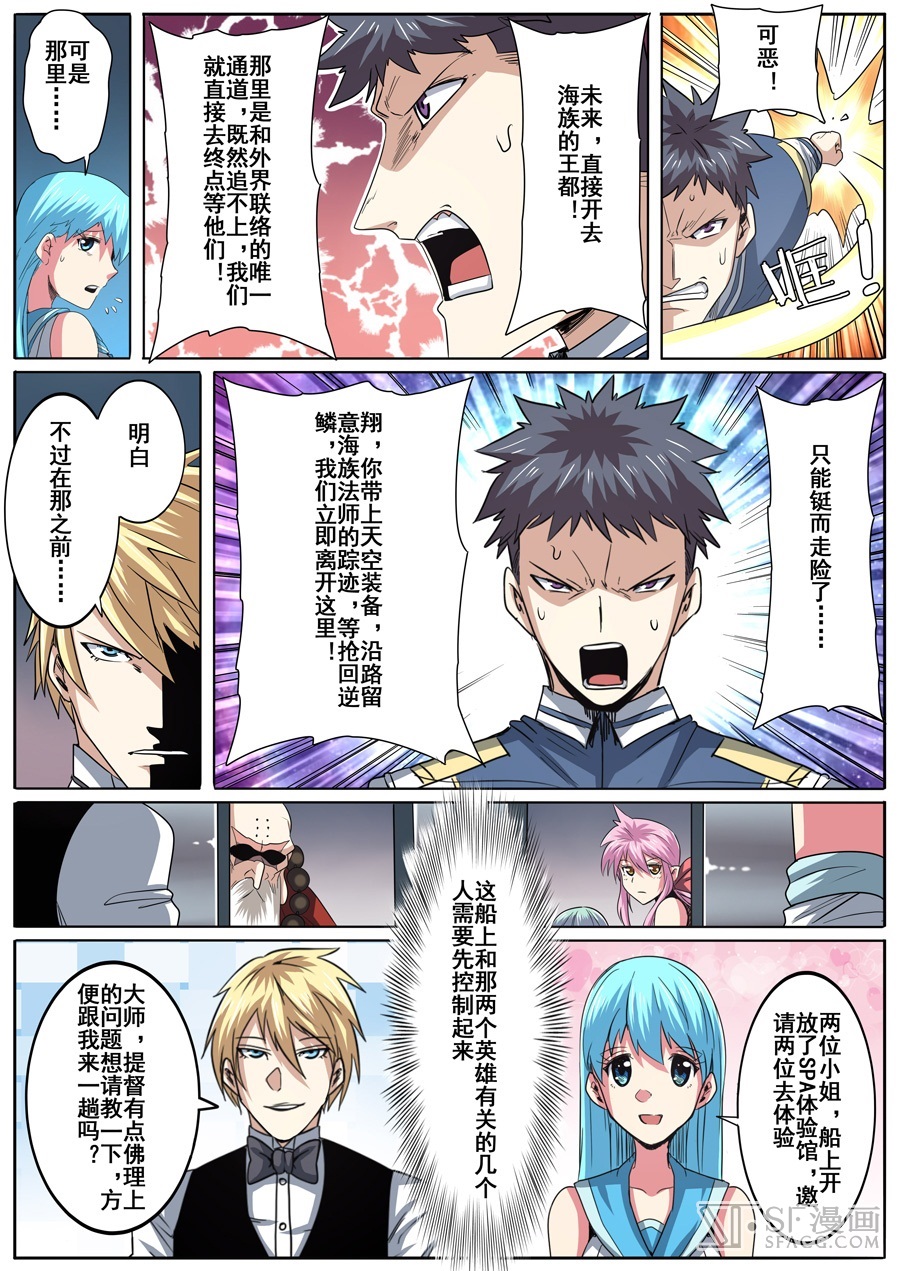 可恶！
哐！
未来，直接开去
海族的王都！
那里是和外界联络的唯一
通道，既然追不上，我们
就直接去终点等他们！
可是
那里……
只能铤而走险了……
翔，你带上天空装备，沿路留
意海族法师的踪迹，等抢回逆
鳞，我们立即离开这里！
明白
不过在那之前……
这船上和那两个英雄有关的几个
人需要先控制起来
两位小姐，船上开
放了SPA体验馆，邀
请两位去体验
大师，提督有点佛理上
的问题想请教一下，方
便跟我来一趟吗？
SF漫画
SFACG.COM